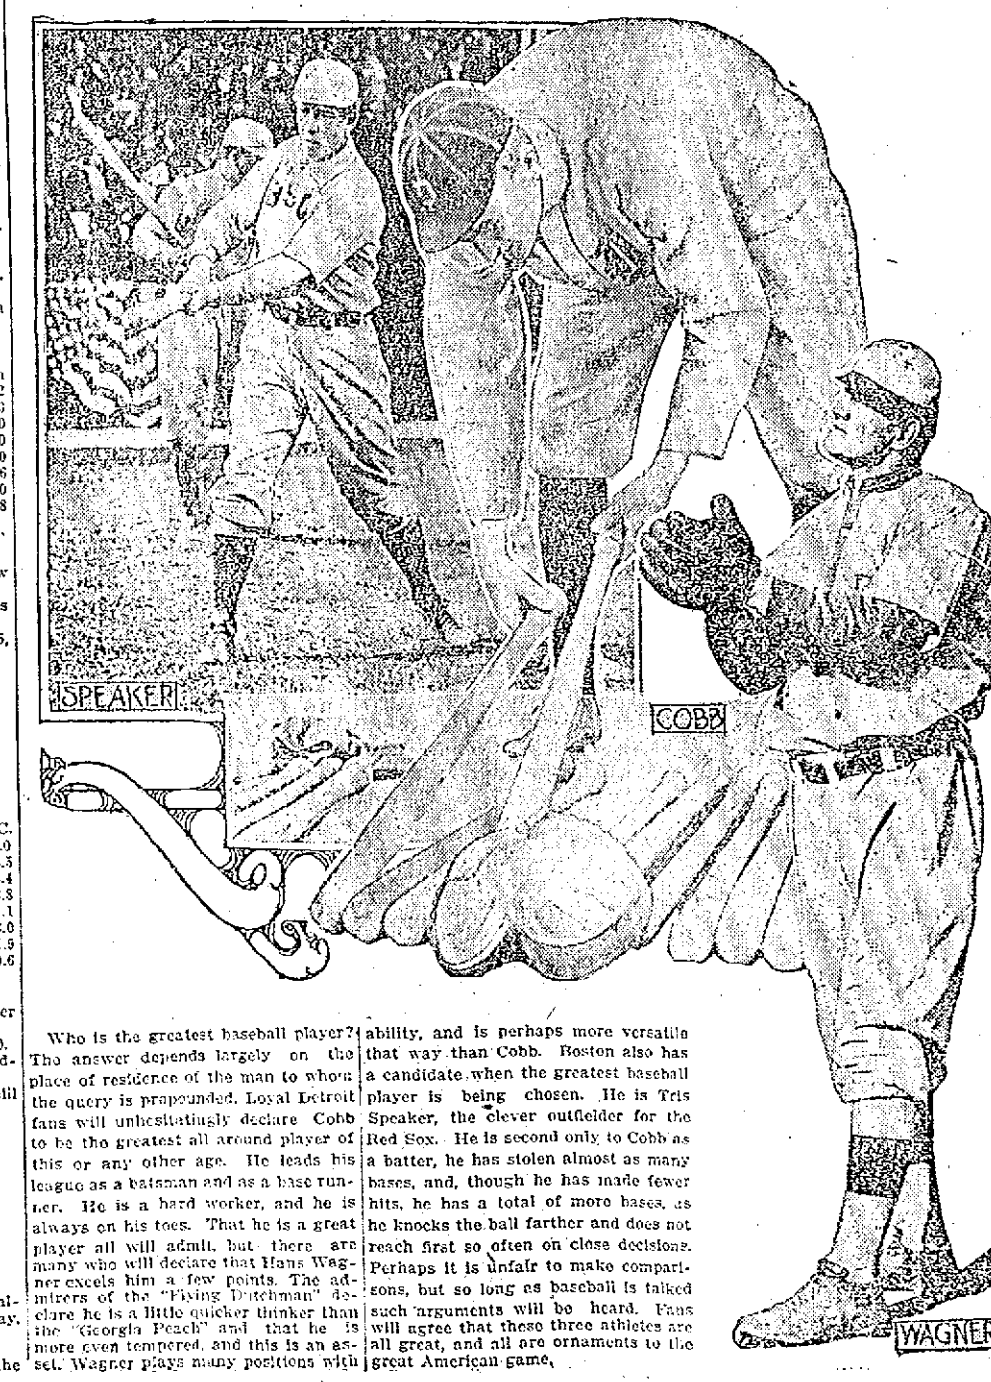 SPEAKER
COBB
WAGNER
Who is the greatest baseball player?
The answer depends largely on the
place of residence of the man to whom
the query is propounded. Loyal Detroit
fans will unhesitatingly declare Cobb
to be the greatest all around player of
this or any other age. He leads his
league as a batsman and as a base run-
ner. He is a hard worker, and he is
always on his toes. That he is a great
player all will admit, but there are
many who will declare that Hans Wag-
ner excels him a few points. The ad-
mirers of the "Flying Dutchman" de-
clare he is a little quicker thinker than
the "Georgia Peach" and that he is
more even tempered, and this is an as-
set. Wagner plays many positions with
ability, and is perhaps more versatile
that way than Cobb. Boston also has
a candidate when the greatest baseball
player is being chosen. He is Tris
Speaker, the clever outfielder for the
Red Sox. He is second only to Cobb as
a batter, he has stolen almost as many
bases, and, though he has made fewer
hits, he has a total of more bases, as
he knocks the ball farther and does not
reach first so often on close decisions.
Perhaps it is unfair to make compari-
sons, but so long as baseball is talked
such arguments will be heard. Fans
will agree that these three athletes are
all great, and all are ornaments to the
great American game.